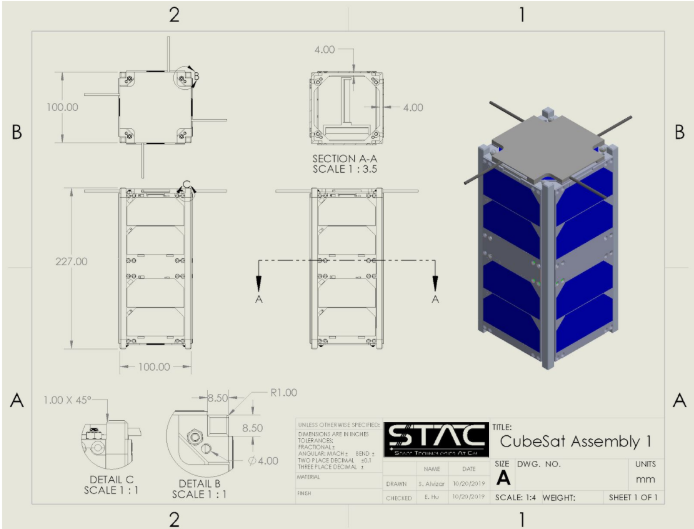 2
1
B
B
100.00
B
4.00
4.00
SECTION A-A
SCALE 1 : 3.5
C
227.00
A
A
100.00
A
A
1.00 X 45°
8.50
R1.00
8.50
Ø 4.00
DETAIL C
SCALE 1 : 1
DETAIL B
SCALE 1 : 1
UNLESS OTHERWISE SPECIFIED:
DIMENSIONS ARE IN INCHES
TOLERANCES:
FRACTIONAL ±
ANGULAR: MACH ± BEND ±
TWO PLACE DECIMAL ±0.1
THREE PLACE DECIMAL ±
MATERIAL
FINISH
STAC
NAME DATE
DRAWN S. Alvizar 10/20/2019
CHECKED E. Hu 10/20/2019
TITLE:
CubeSat Assembly 1
SIZE DWG. NO. UNITS
A mm
SCALE: 1:4 WEIGHT: SHEET 1 OF 1
2
1